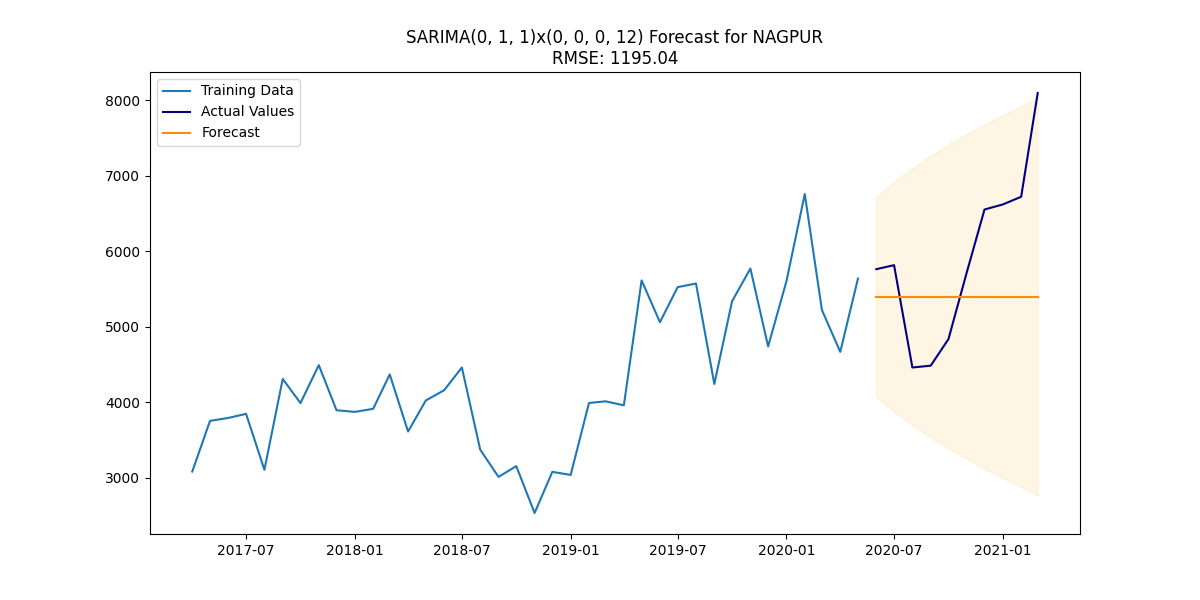 SARIMA(0, 1, 1)x(0, 0, 0, 12) Forecast for NAGPUR
RMSE: 1195.04
Training Data
Actual Values
Forecast
8000
7000
6000
5000
4000
3000
2017-07
2018-01
2018-07
2019-01
2019-07
2020-01
2020-07
2021-01